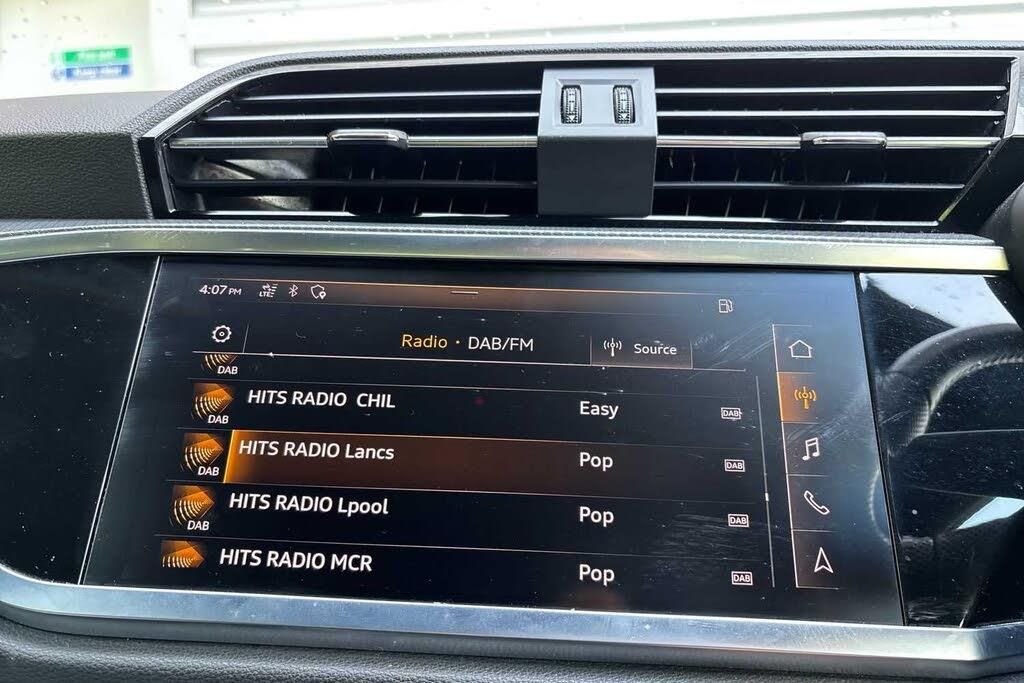 4:07 PM LTE
Radio · DAB/FM Source
DAB
HITS RADIO CHIL Easy DAB
DAB
HITS RADIO Lancs Pop DAB
DAB
HITS RADIO Lpool Pop DAB
DAB
HITS RADIO MCR Pop DAB